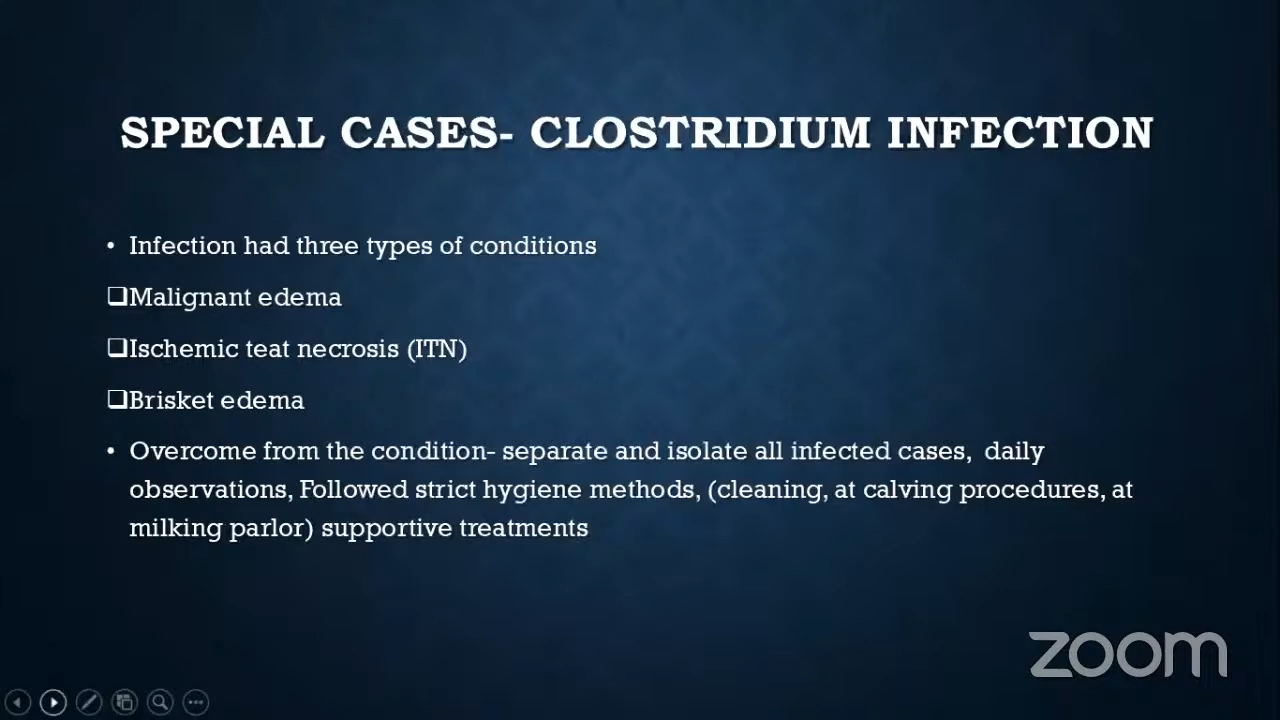 SPECIAL CASES- CLOSTRIDIUM INFECTION
• Infection had three types of conditions
❑Malignant edema
❑Ischemic teat necrosis (ITN)
❑Brisket edema
• Overcome from the condition- separate and isolate all infected cases,  daily
observations, Followed strict hygiene methods, (cleaning, at calving procedures, at
milking parlor) supportive treatments
zoom